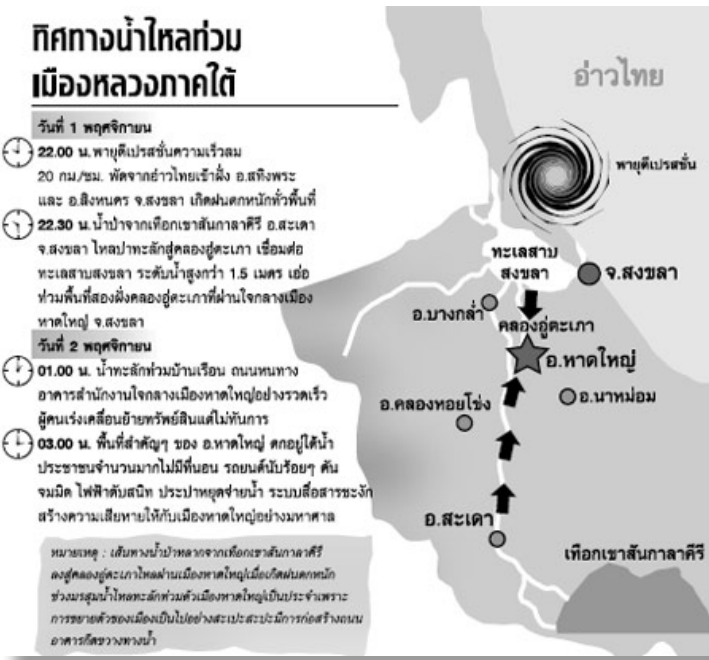 ทิศทางน้ำไหลท่วม
เมืองหลวงภาคใต้
วันที่ 1 พฤศจิกายน
22.00 น. พายุดีเปรสชั่นความเร็วลม
20 กม./ชม. พัดจากอ่าวไทยเข้าฝั่ง อ.สทิงพระ
และ อ.สิงหนคร จ.สงขลา เกิดฝนตกหนักทั่วพื้นที่
22.30 น. น้ำป่าจากเทือกเขาสันกาลาคีรี อ.สะเดา
จ.สงขลา ไหลบ่าทะลักสู่คลองอู่ตะเภา เชื่อมต่อ
ทะเลสาบสงขลา ระดับน้ำสูงกว่า 1.5 เมตร เอ่อ
ท่วมพื้นที่สองฝั่งคลองอู่ตะเภาที่ผ่านใจกลางเมือง
หาดใหญ่ จ.สงขลา
วันที่ 2 พฤศจิกายน
01.00 น. น้ำทะลักท่วมบ้านเรือน ถนนหนทาง
อาคารสำนักงานใจกลางเมืองหาดใหญ่อย่างรวดเร็ว
ผู้คนเร่งเคลื่อนย้ายทรัพย์สินแต่ไม่ทันการ
03.00 น. พื้นที่สำคัญๆ ของ อ.หาดใหญ่ ตกอยู่ใต้น้ำ
ประชาชนจำนวนมากไม่มีที่นอน รถยนต์นับร้อยๆ คัน
จมมิด ไฟฟ้าดับสนิท ประปาหยุดจ่ายน้ำ ระบบสื่อสารชะงัก
สร้างความเสียหายให้กับเมืองหาดใหญ่อย่างมหาศาล
หมายเหตุ : เส้นทางน้ำป่าหลากจากเทือกเขาสันกาลาคีรี
ลงสู่คลองอู่ตะเภาไหลผ่านเมืองหาดใหญ่เมื่อเกิดฝนตกหนัก
ช่วงมรสุมน้ำไหลทะลักท่วมตัวเมืองหาดใหญ่เป็นประจำเพราะ
การขยายตัวของเมืองเป็นไปอย่างสะเปะสะปะมีการก่อสร้างถนน
อาคารกีดขวางทางน้ำ
อ่าวไทย
พายุดีเปรสชั่น
ทะเลสาบ
สงขลา
จ.สงขลา
อ.บางกล่ำ
คลองอู่ตะเภา
อ.หาดใหญ่
อ.คลองหอยโข่ง
อ.นาหม่อม
อ.สะเดา
เทือกเขาสันกาลาคีรี